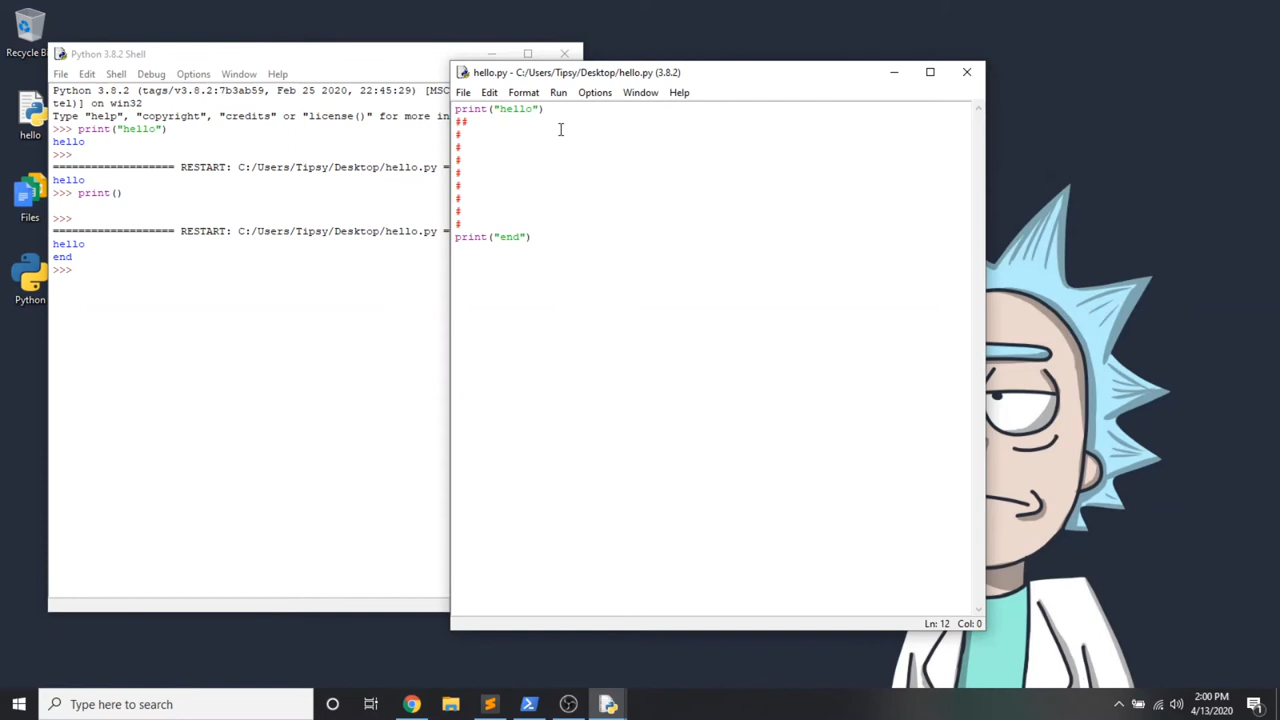 Recycle B
hello
Files
Python
Python 3.8.2 Shell
File Edit Shell Debug Options Window Help
Python 3.8.2 (tags/v3.8.2:7b3ab59, Feb 25 2020, 22:45:29) [MSC
tel)] on win32
Type "help", "copyright", "credits" or "license()" for more in
>>> print("hello")
hello
>>>
=================== RESTART: C:/Users/Tipsy/Desktop/hello.py =
hello
>>> print()
>>>
=================== RESTART: C:/Users/Tipsy/Desktop/hello.py =
hello
end
>>>
hello.py - C:/Users/Tipsy/Desktop/hello.py (3.8.2)
File Edit Format Run Options Window Help
print("hello")
##
#
#
#
#
#
#
#
#
print("end")
Ln: 12 Col: 0
Type here to search
2:00 PM
4/13/2020
1